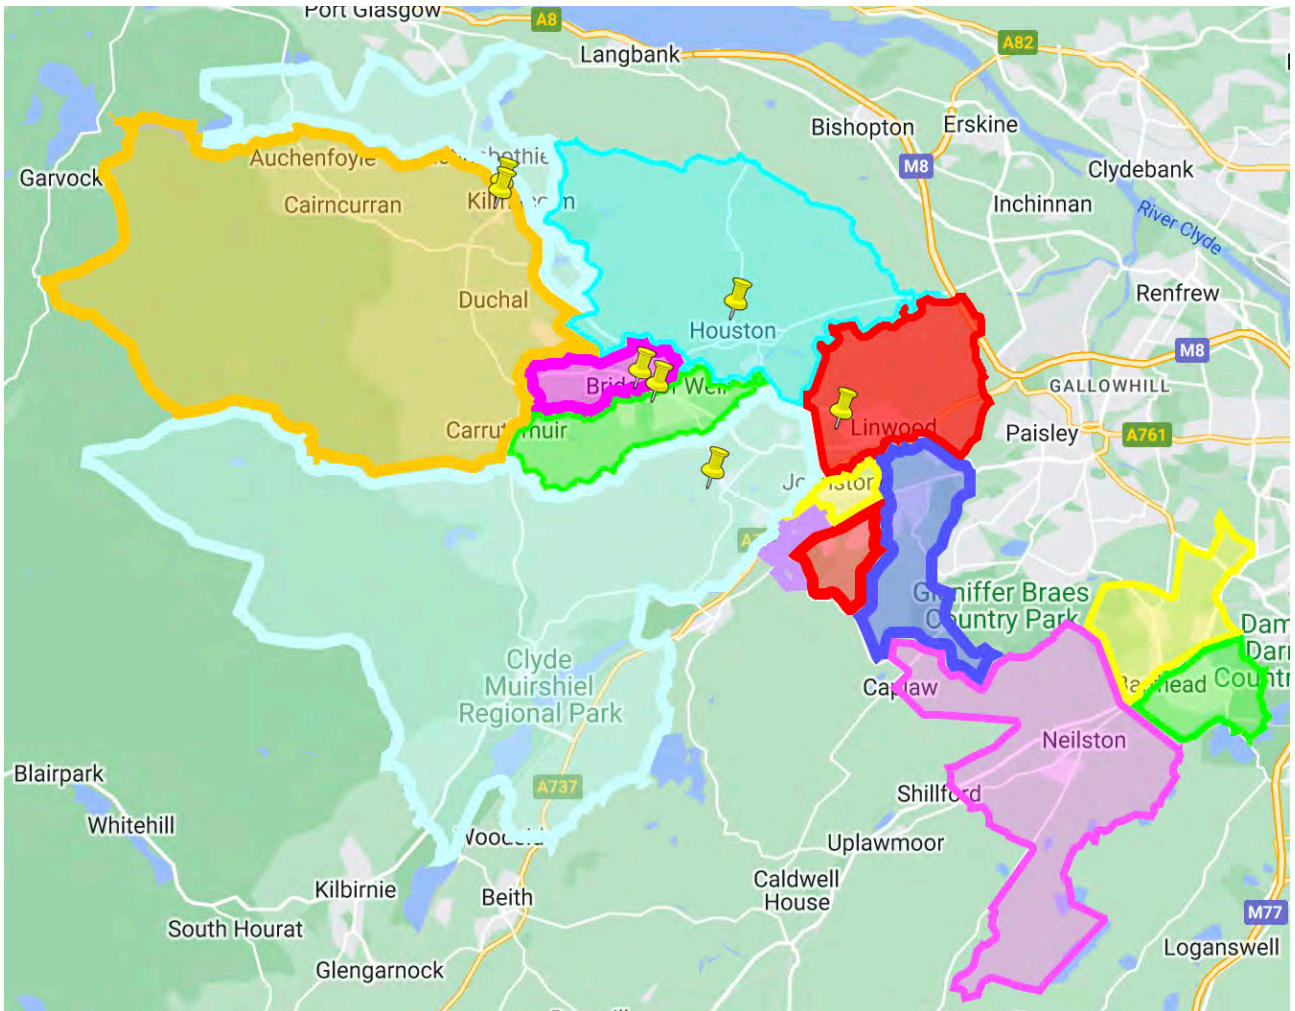 Port Glasgow
A8
Langbank
A82
Bishopton
Erskine
M8
Clydebank
Inchinnan
River Clyde
Renfrew
M8
GALLOWHILL
Paisley
A761
Garvock
Auchenfoyle
Cairncurran
Duchal
Houston
Linwood
Country Park
Neilston
Shillford
Uplawmoor
Caldwell
House
Clyde
Muirshiel
Regional Park
A737
Blairpark
Whitehill
Kilbirnie
Beith
South Hourat
Glengarnock
M77
Loganswell